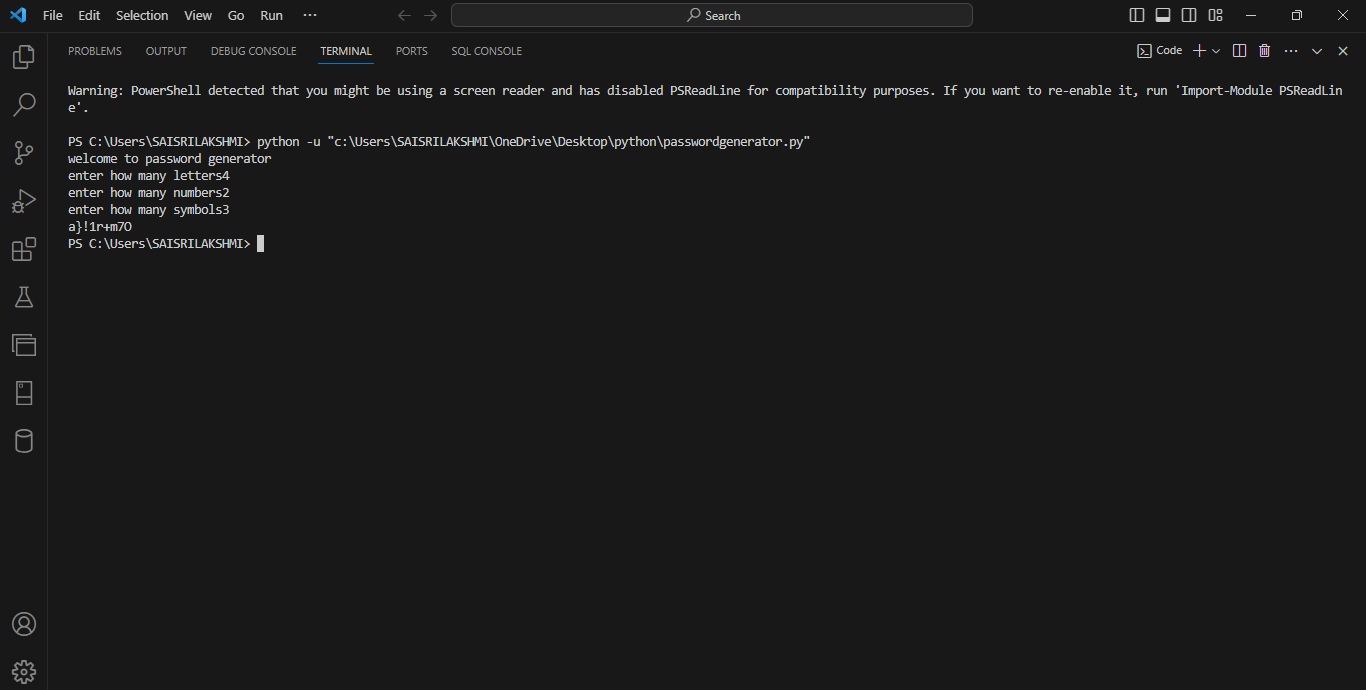 File Edit Selection View Go Run ···
Search
PROBLEMS OUTPUT DEBUG CONSOLE TERMINAL PORTS SQL CONSOLE
Code
Warning: PowerShell detected that you might be using a screen reader and has disabled PSReadLine for compatibility purposes. If you want to re-enable it, run 'Import-Module PSReadLin
e'.
PS C:\Users\SAISRILAKSHMI> python -u "c:\Users\SAISRILAKSHMI\OneDrive\Desktop\python\passwordgenerator.py"
welcome to password generator
enter how many letters4
enter how many numbers2
enter how many symbols3
a}!1r+m7O
PS C:\Users\SAISRILAKSHMI>